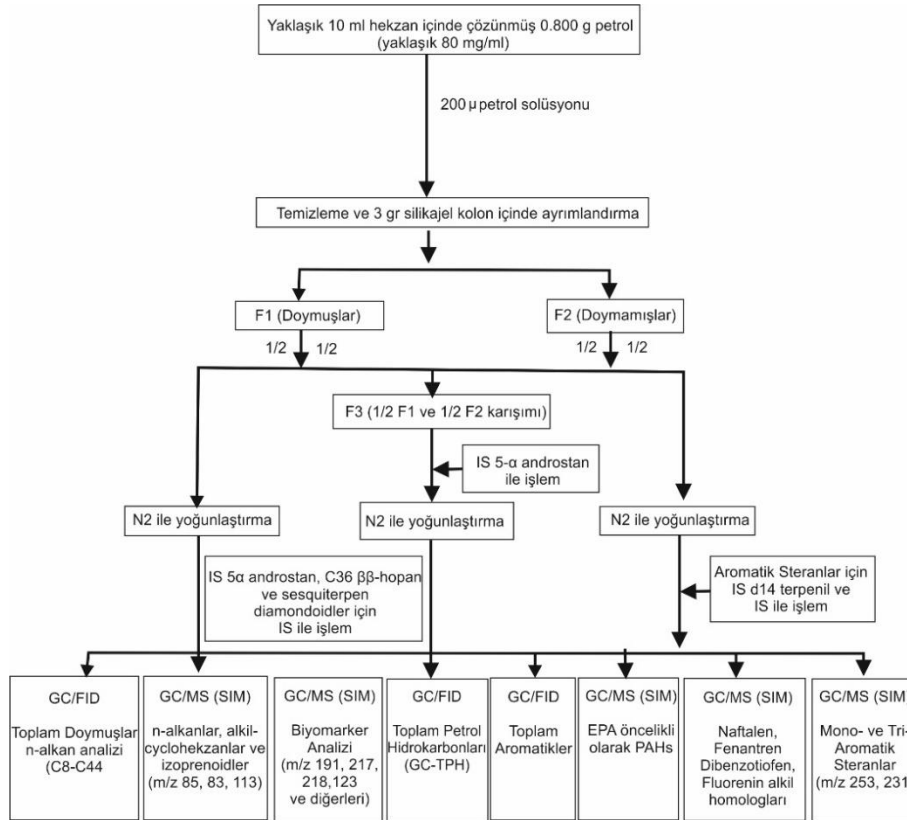 Yaklaşık 10 ml hekzan içinde çözünmüş 0.800 g petrol
(yaklaşık 80 mg/ml)
200 µ petrol solüsyonu
Temizleme ve 3 gr silikajel kolon içinde ayrımlandırma
F1 (Doymuşlar)
F2 (Doymamışlar)
1/2 1/2
1/2 1/2
F3 (1/2 F1 ve 1/2 F2 karışımı)
IS 5-α androstan
ile işlem
N2 ile yoğunlaştırma
N2 ile yoğunlaştırma
N2 ile yoğunlaştırma
IS 5α androstan, C36 ββ-hopan
ve sesquiterpen
diamondoidler için
IS ile işlem
Aromatik Steranlar için
IS d14 terpenil ve
IS ile işlem
GC/FID
Toplam Doymuşlar
n-alkan analizi
(C8-C44
GC/MS (SIM)
n-alkanlar, alkil-
cyclohekzanlar ve
izoprenoidler
(m/z 85, 83, 113)
GC/MS (SIM)
Biyomarker
Analizi
(m/z 191, 217,
218,123
ve diğerleri)
GC/FID
Toplam Petrol
Hidrokarbonları
(GC-TPH)
GC/FID
Toplam
Aromatikler
GC/MS (SIM)
EPA öncelikli
olarak PAHs
GC/MS (SIM)
Naftalen,
Fenantren
Dibenzotiofen,
Fluorenin alkil
homologları
GC/MS (SIM)
Mono- ve Tri-
Aromatik
Steranlar
(m/z 253, 231)